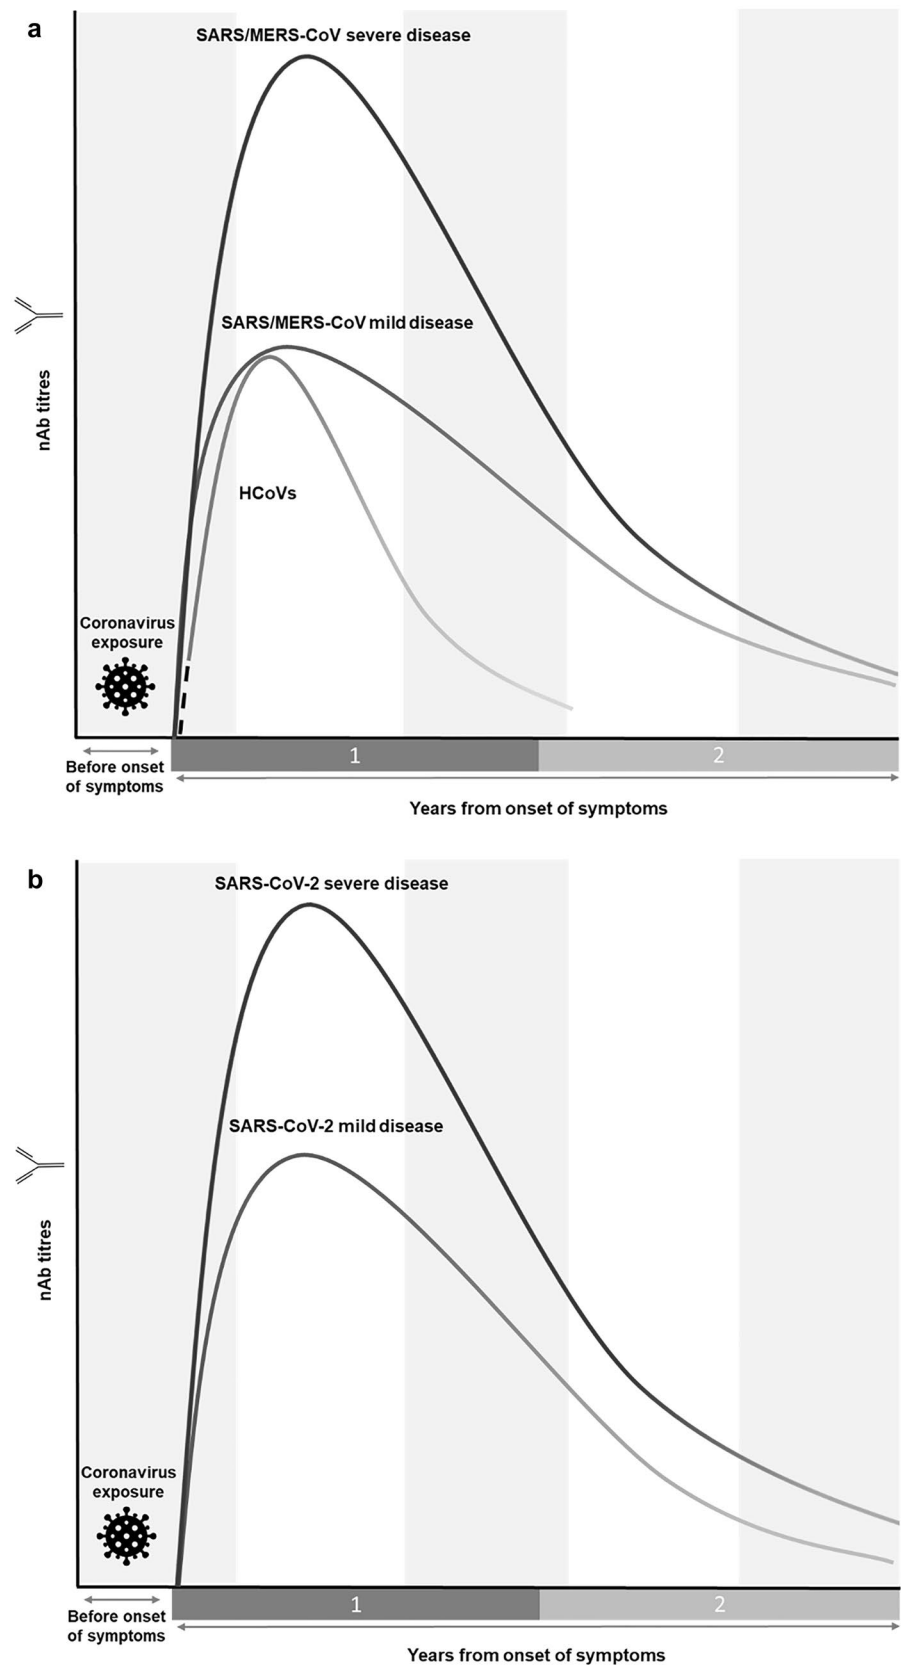 a
SARS/MERS-CoV severe disease
SARS/MERS-CoV mild disease
nAb titres
HCoVs
Coronavirus
exposure
1
2
Before onset
of symptoms
Years from onset of symptoms
b
SARS-CoV-2 severe disease
SARS-CoV-2 mild disease
nAb titres
Coronavirus
exposure
1
2
Before onset
of symptoms
Years from onset of symptoms